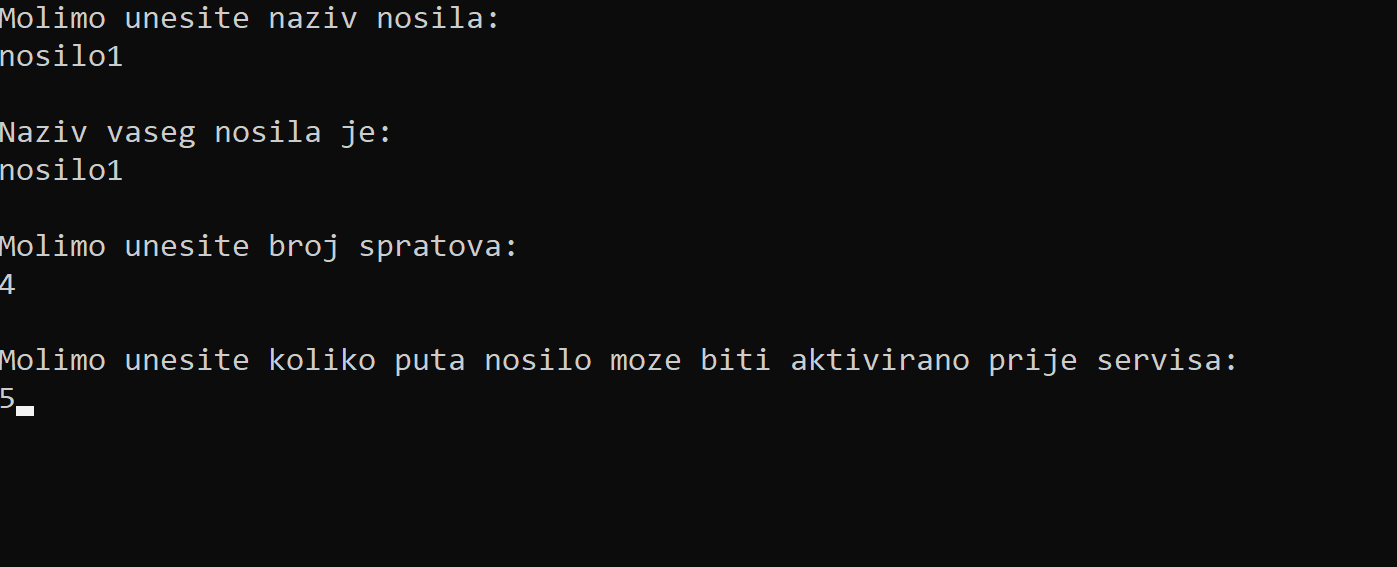 Molimo unesite naziv nosila:
nosilo1
Naziv vaseg nosila je:
nosilo1
Molimo unesite broj spratova:
4
Molimo unesite koliko puta nosilo moze biti aktivirano prije servisa:
5